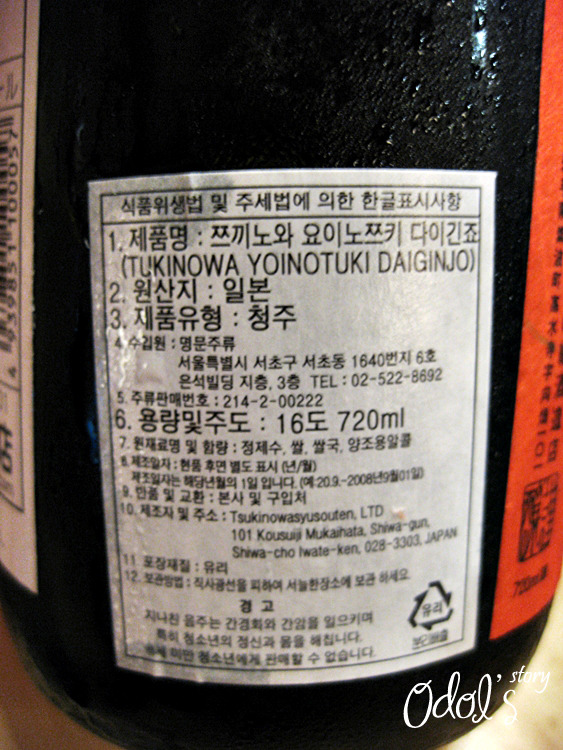 식품위생법 및 주세법에 의한 한글표시사항
1. 제품명 : 쯔끼노와 요이노쯔키 다이긴죠
(TUKINOWA YOINOTUKI DAIGINJO)
2. 원산지 : 일본
3. 제품유형 : 청주
4. 수입원 : 명문주류
서울특별시 서초구 서초동 1640번지 6호
은석빌딩 지층, 3층 TEL : 02-522-8692
5. 주류판매번호 : 214-2-00222
6. 용량및주도 : 16도 720ml
7. 원재료명 및 함량 : 정제수, 쌀, 쌀국, 양조용알콜
8. 제조일자 : 현품 후면 별도 표시 (년/월)
제조일자는 해당년월의 1일 입니다. (예:20.9.-2008년9월01일)
9. 반품 및 교환 : 본사 및 구입처
10. 제조자 및 주소 : Tsukinowasyusouten, LTD
101 Kousuiji Mukaihata, Shiwa-gun,
Shiwa-cho Iwate-ken, 028-3303, JAPAN
11 포장재질 : 유리
12. 보관방법 : 직사광선을 피하여 서늘한장소에 보관 하세요.
경 고
지나친 음주는 간경화와 간암을 일으키며
특히 청소년의 정신과 몸을 해칩니다.
세 미만 청소년에게 판매할 수 없습니다.
유리
720ml
Odol's story